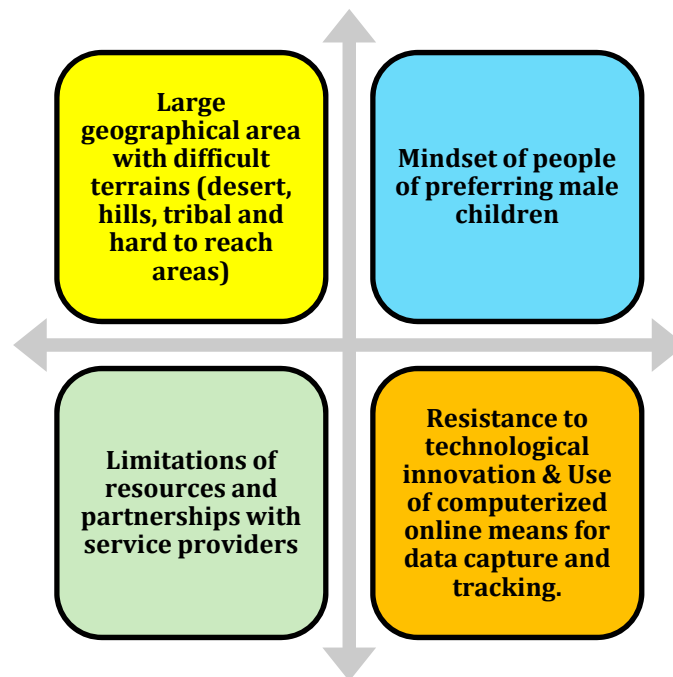 Large
geographical area
with difficult
terrains (desert,
hills, tribal and
hard to reach
areas)
Mindset of people
of preferring male
children
Limitations of
resources and
partnerships with
service providers
Resistance to
technological
innovation & Use
of computerized
online means for
data capture and
tracking.